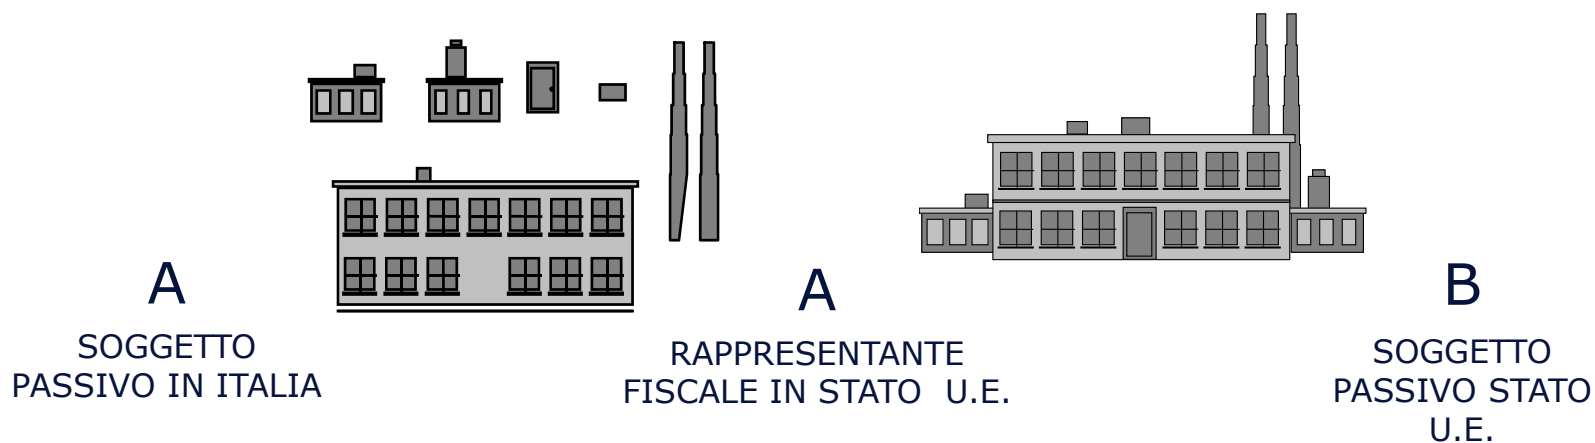 A
SOGGETTO
PASSIVO IN ITALIA
A
RAPPRESENTANTE
FISCALE IN STATO U.E.
B
SOGGETTO
PASSIVO STATO
U.E.